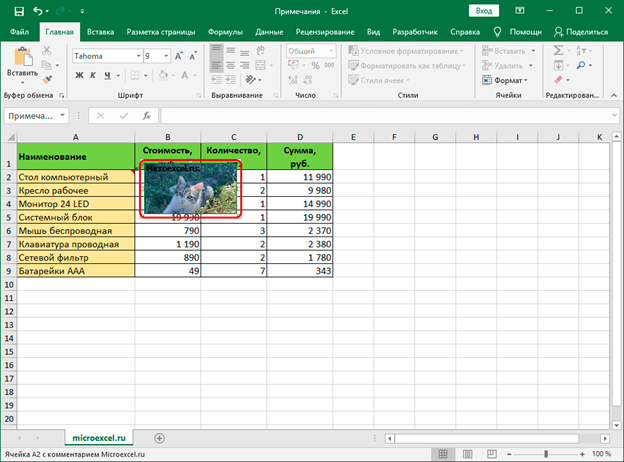 Примечания - Excel
Вход
Файл Главная Вставка Разметка страницы Формулы Данные Рецензирование Вид Разработчик Справка Помощн Поделиться
Вставить
Tahoma 9
Ж К Ч
Общий
% 000
Условное форматирование
Форматировать как таблицу
Стили ячеек
Вставить
Удалить
Формат
Буфер обмена Шрифт Выравнивание Число Стили Ячейки Редактирован...
Примеча... fx
A B C D E F G H I J K
1 Наименование Стоимость, Количество, Сумма, руб.
Microexcel.ru:
2 Стол компьютерный 1 11 990
3 Кресло рабочее 2 9 980
4 Монитор 24 LED 1 14 990
5 Системный блок 19 990 1 19 990
6 Мышь беспроводная 790 3 2 370
7 Клавиатура проводная 1 190 2 2 380
8 Сетевой фильтр 890 2 1 780
9 Батарейки AAA 49 7 343
10
11
12
13
14
15
16
17
18
19
20
microexcel.ru
Ячейка A2 с комментарием Microexcel.ru 100 %